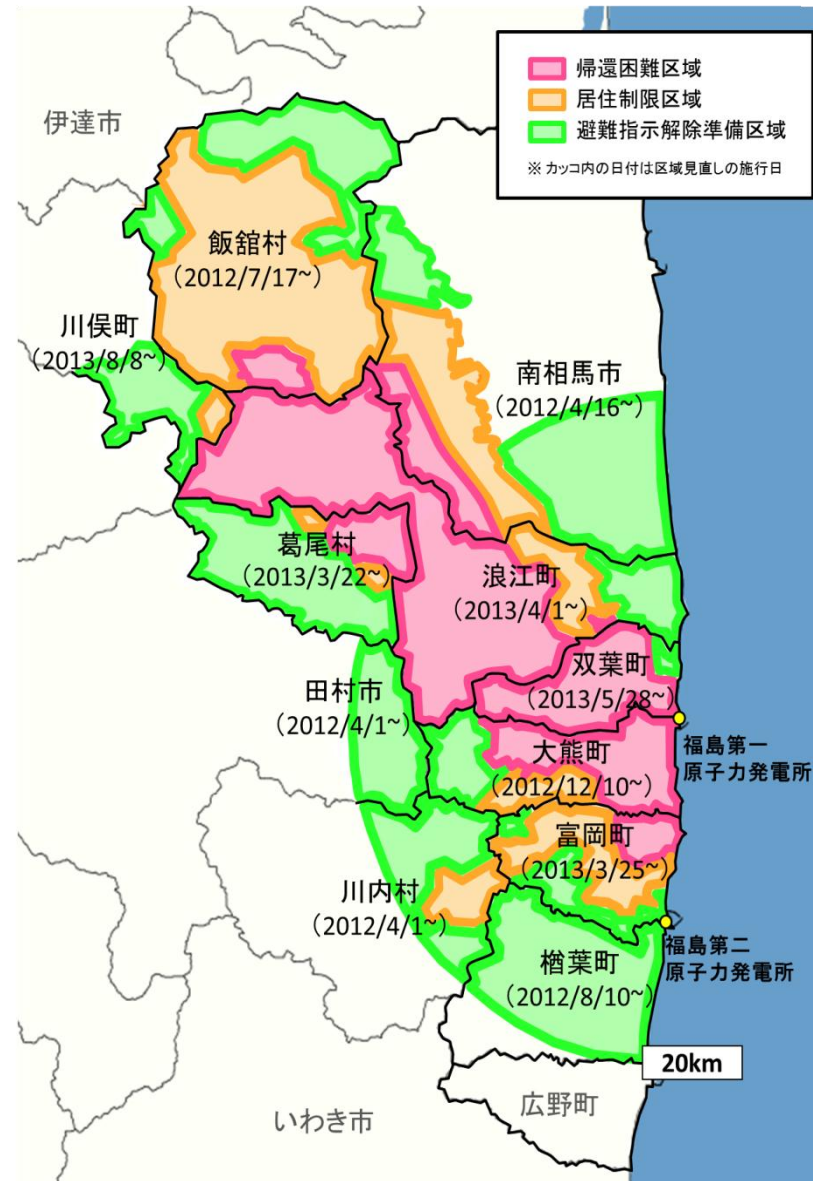 帰還困難区域
居住制限区域
避難指示解除準備区域
※ カッコ内の日付は区域見直しの施行日
伊達市
飯舘村
（2012/7/17~）
川俣町
（2013/8/8~）
南相馬市
（2012/4/16~）
葛尾村
（2013/3/22~）
浪江町
（2013/4/1~）
双葉町
（2013/5/28~）
田村市
（2012/4/1~）
福島第一
原子力発電所
大熊町
（2012/12/10~）
富岡町
（2013/3/25~）
川内村
（2012/4/1~）
福島第二
原子力発電所
楢葉町
（2012/8/10~）
20km
広野町
いわき市